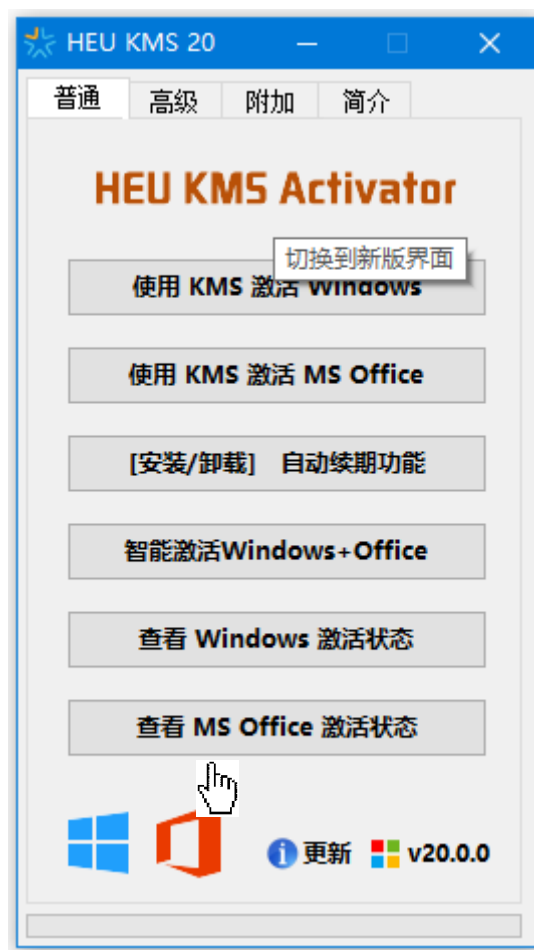 HEU KMS 20
普通 高级 附加 简介
HEU KMS Activator
切换到新版界面
使用 KMS 激活 Windows
使用 KMS 激活 MS Office
[安装/卸载] 自动续期功能
智能激活Windows+Office
查看 Windows 激活状态
查看 MS Office 激活状态
更新 v20.0.0